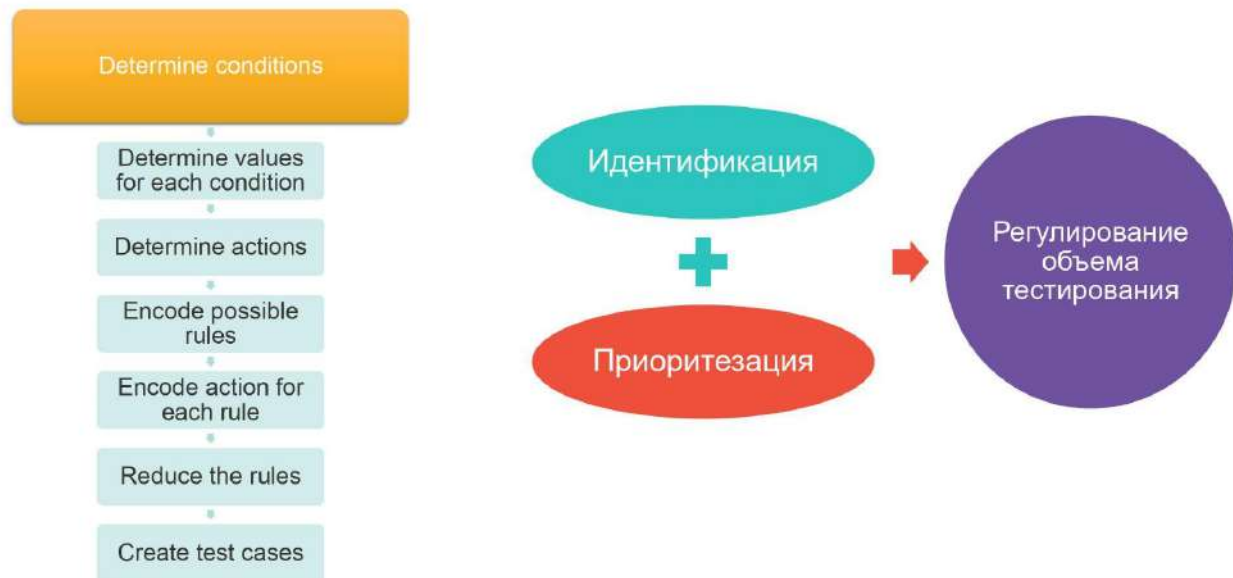 Determine conditions
Determine values
for each condition
Determine actions
Encode possible
rules
Encode action for
each rule
Reduce the rules
Create test cases
Идентификация
Приоритезация
Регулирование
объема
тестирования